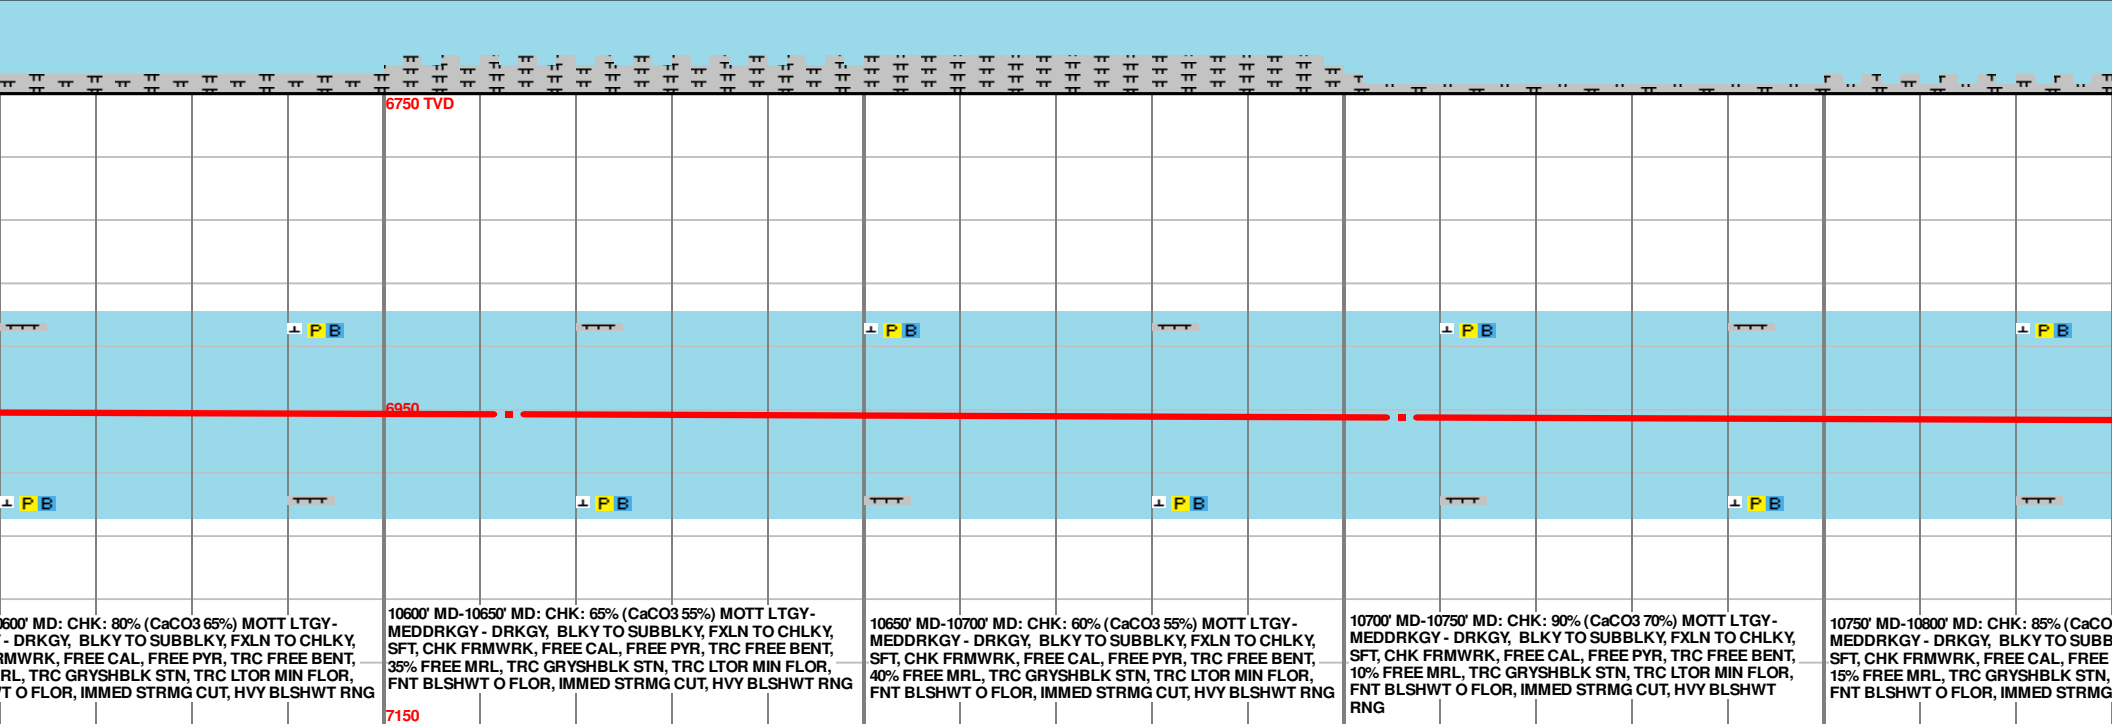 6750 TVD
P B
P B
P B
P B
6950
P B
P B
P B
P B
0600' MD: CHK: 80% (CaCO3 65%) MOTT LTGY-
- DRKGY, BLKY TO SUBBLKY, FXLN TO CHLKY,
RMWRK, FREE CAL, FREE PYR, TRC FREE BENT,
RL, TRC GRYSHBLK STN, TRC LTOR MIN FLOR,
T O FLOR, IMMED STRMG CUT, HVY BLSHWT RNG
10600' MD-10650' MD: CHK: 65% (CaCO3 55%) MOTT LTGY-
MEDDRKGY - DRKGY, BLKY TO SUBBLKY, FXLN TO CHLKY,
SFT, CHK FRMWRK, FREE CAL, FREE PYR, TRC FREE BENT,
35% FREE MRL, TRC GRYSHBLK STN, TRC LTOR MIN FLOR,
FNT BLSHWT O FLOR, IMMED STRMG CUT, HVY BLSHWT RNG
10650' MD-10700' MD: CHK: 60% (CaCO3 55%) MOTT LTGY-
MEDDRKGY - DRKGY, BLKY TO SUBBLKY, FXLN TO CHLKY,
SFT, CHK FRMWRK, FREE CAL, FREE PYR, TRC FREE BENT,
40% FREE MRL, TRC GRYSHBLK STN, TRC LTOR MIN FLOR,
FNT BLSHWT O FLOR, IMMED STRMG CUT, HVY BLSHWT RNG
10700' MD-10750' MD: CHK: 90% (CaCO3 70%) MOTT LTGY-
MEDDRKGY - DRKGY, BLKY TO SUBBLKY, FXLN TO CHLKY,
SFT, CHK FRMWRK, FREE CAL, FREE PYR, TRC FREE BENT,
10% FREE MRL, TRC GRYSHBLK STN, TRC LTOR MIN FLOR,
FNT BLSHWT O FLOR, IMMED STRMG CUT, HVY BLSHWT
RNG
10750' MD-10800' MD: CHK: 85% (CaCO
MEDDRKGY - DRKGY, BLKY TO SUBB
SFT, CHK FRMWRK, FREE CAL, FREE
15% FREE MRL, TRC GRYSHBLK STN,
FNT BLSHWT O FLOR, IMMED STRMG
7150